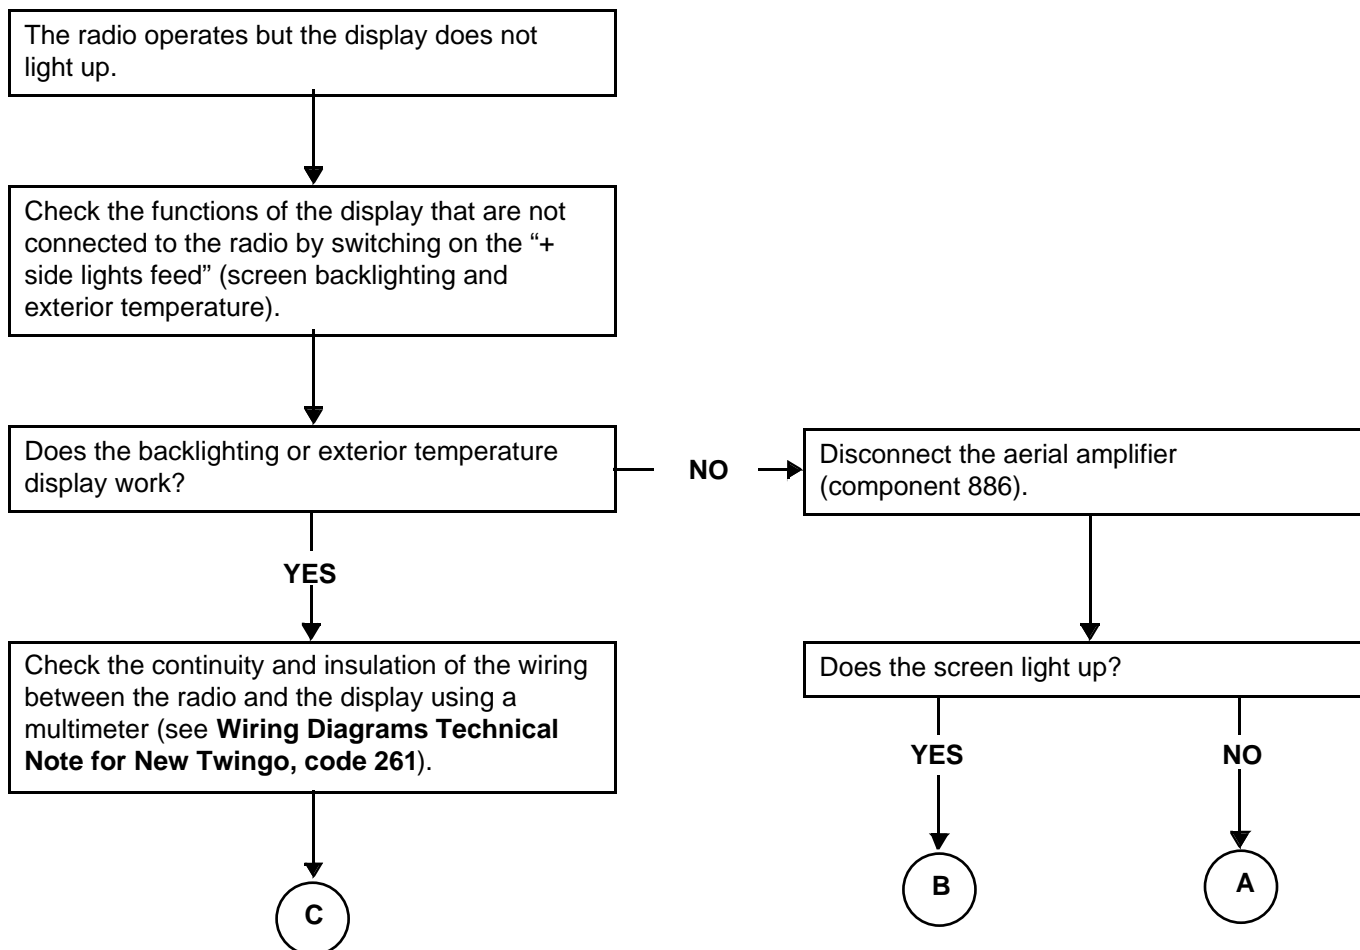 The radio operates but the display does not
light up.
Check the functions of the display that are not
connected to the radio by switching on the “+
side lights feed” (screen backlighting and
exterior temperature).
Does the backlighting or exterior temperature
display work?
NO
Disconnect the aerial amplifier
(component 886).
YES
Check the continuity and insulation of the wiring
between the radio and the display using a
multimeter (see Wiring Diagrams Technical
Note for New Twingo, code 261).
Does the screen light up?
YES
NO
C
B
A